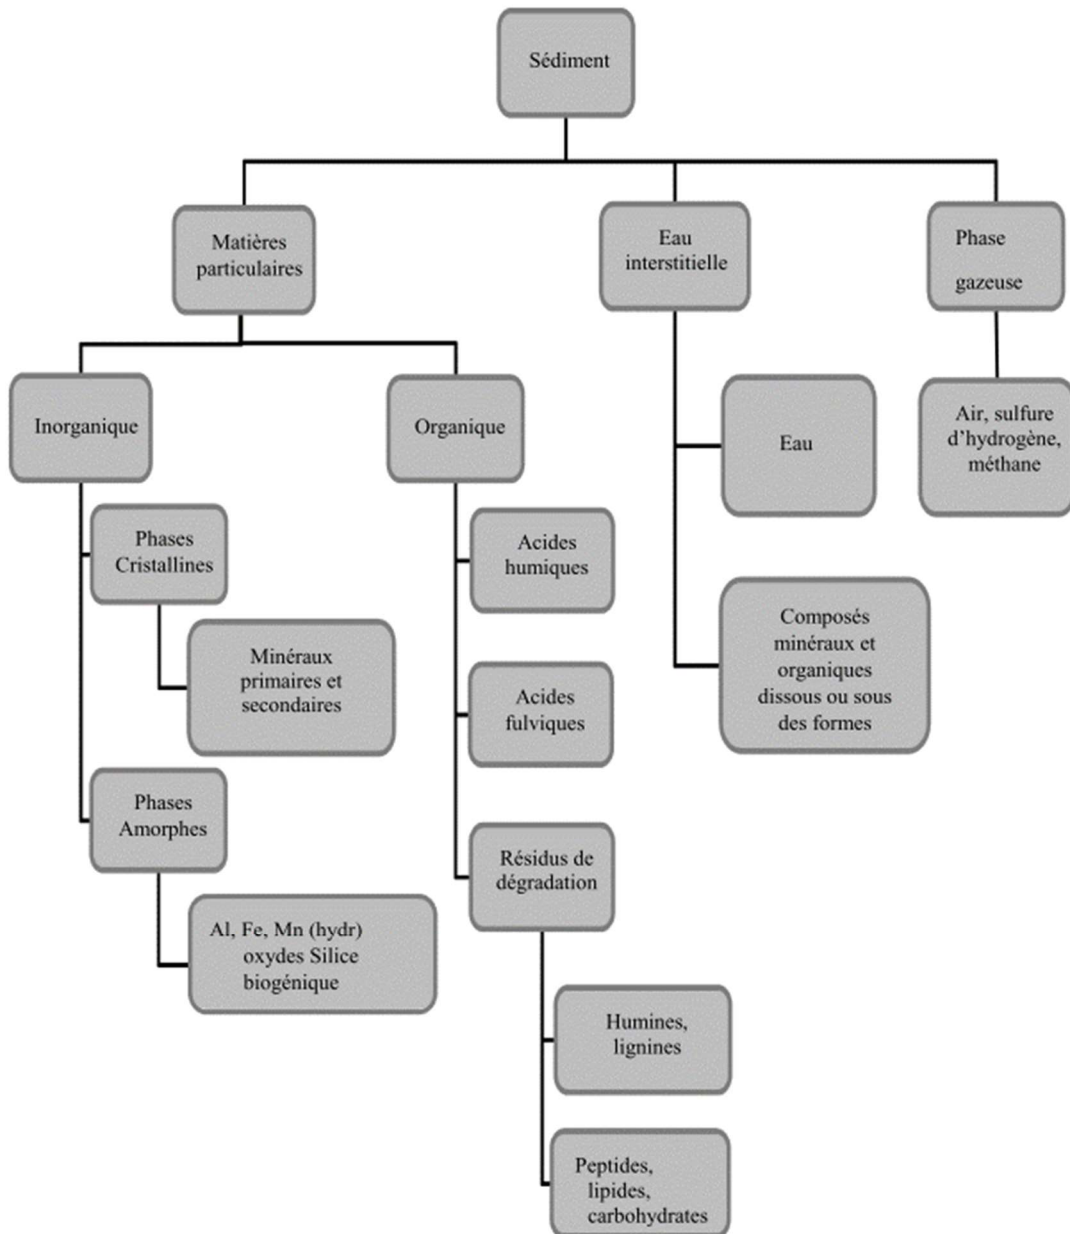 Sédiment
Matières
particulaires
Eau
interstitielle
Phase
gazeuse
Inorganique
Organique
Eau
Air, sulfure
d'hydrogène,
méthane
Phases
Cristallines
Acides
humiques
Minéraux
primaires et
secondaires
Acides
fulviques
Composés
minéraux et
organiques
dissous ou sous
des formes
Phases
Amorphes
Résidus de
dégradation
Al, Fe, Mn (hydr)
oxydes Silice
biogénique
Humines,
lignines
Peptides,
lipides,
carbohydrates